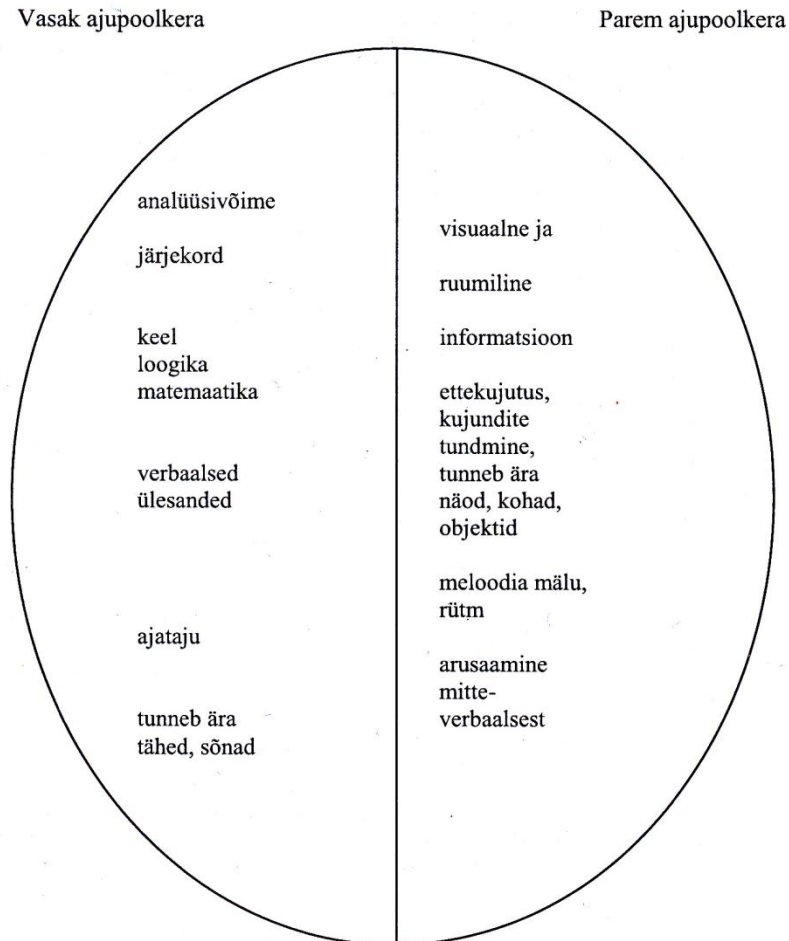 Vasak ajupoolkera
Parem ajupoolkera
analüüsivõime
järjekord
keel
loogika
matemaatika
verbaalsed
ülesanded
ajataju
tunneb ära
tähed, sõnad
visuaalne ja
ruumiline
informatsioon
ettekujutus,
kujundite
tundmine,
tunneb ära
näod, kohad,
objektid
meloodia mälu,
rütm
arusaamine
mitte-
verbaalsest